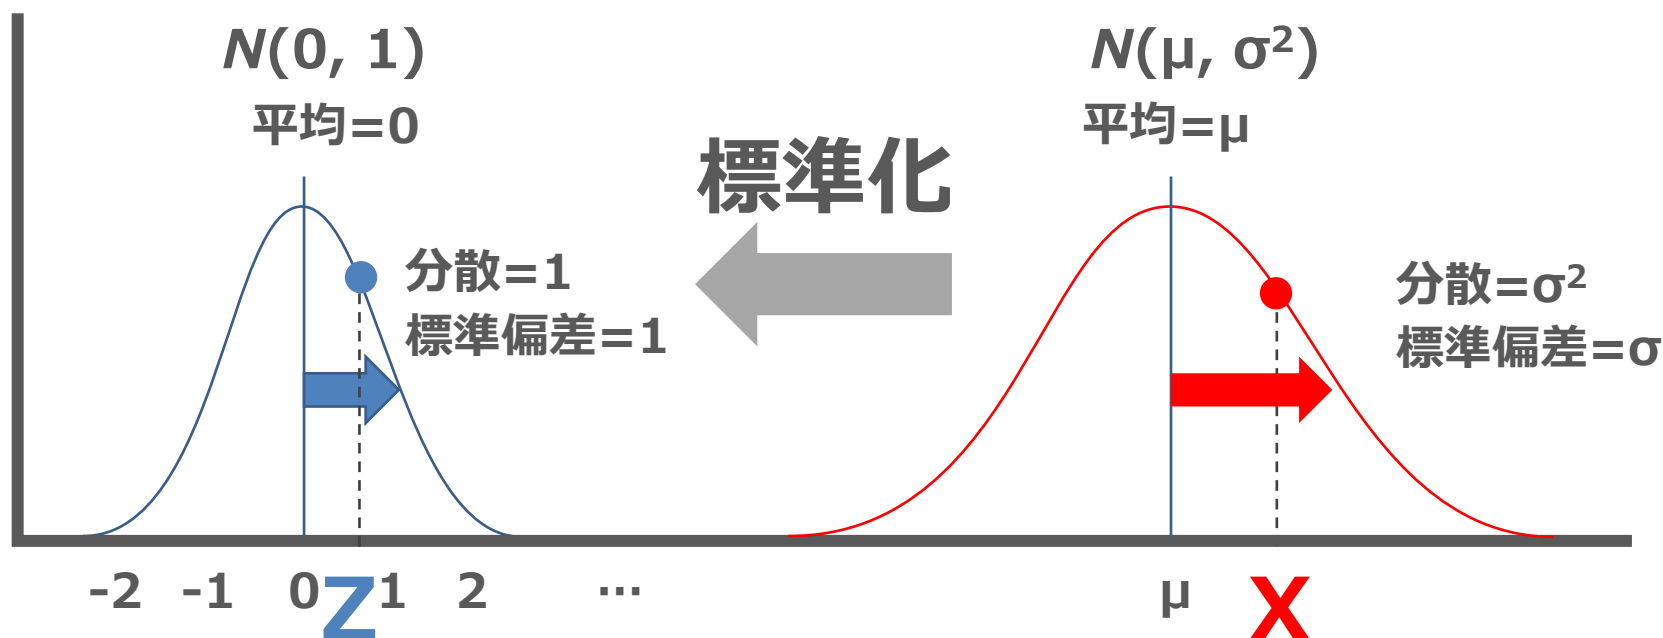 N(0, 1)
平均=0
N(μ, σ²)
平均=μ
標準化
分散=1
標準偏差=1
分散=σ²
標準偏差=σ
-2 -1 0 Z 1 2 … μ X